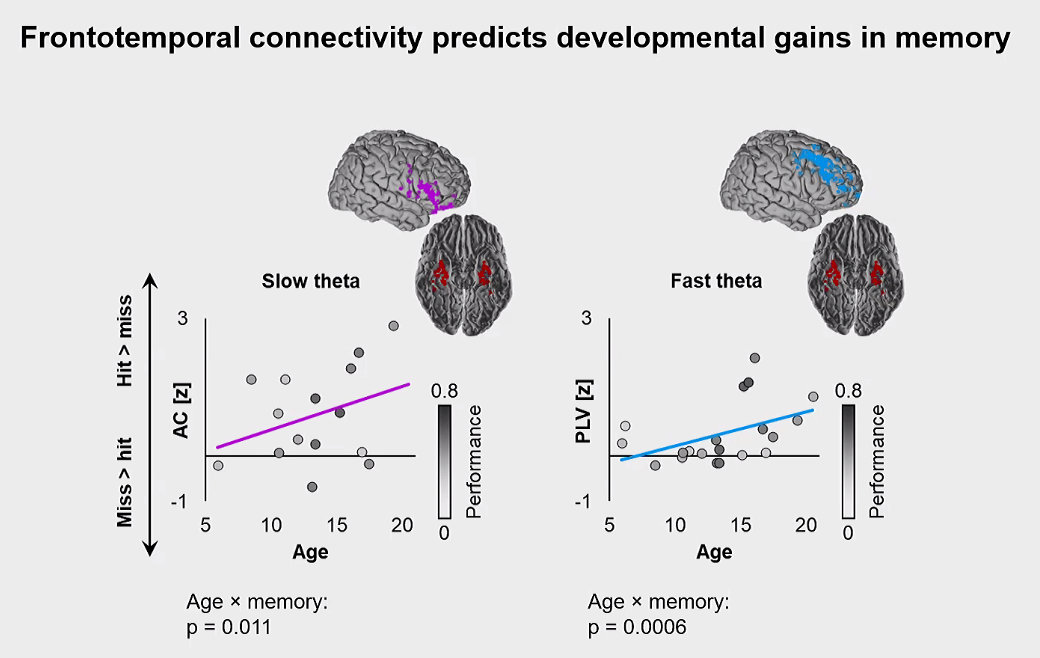 Frontotemporal connectivity predicts developmental gains in memory
Slow theta
Hit > miss
Miss > hit
AC [z]
3
-1
5 10 15 20
Age
0.8
Performance
0
Age × memory:
p = 0.011
Fast theta
PLV [z]
3
-1
5 10 15 20
Age
0.8
Performance
0
Age × memory:
p = 0.0006